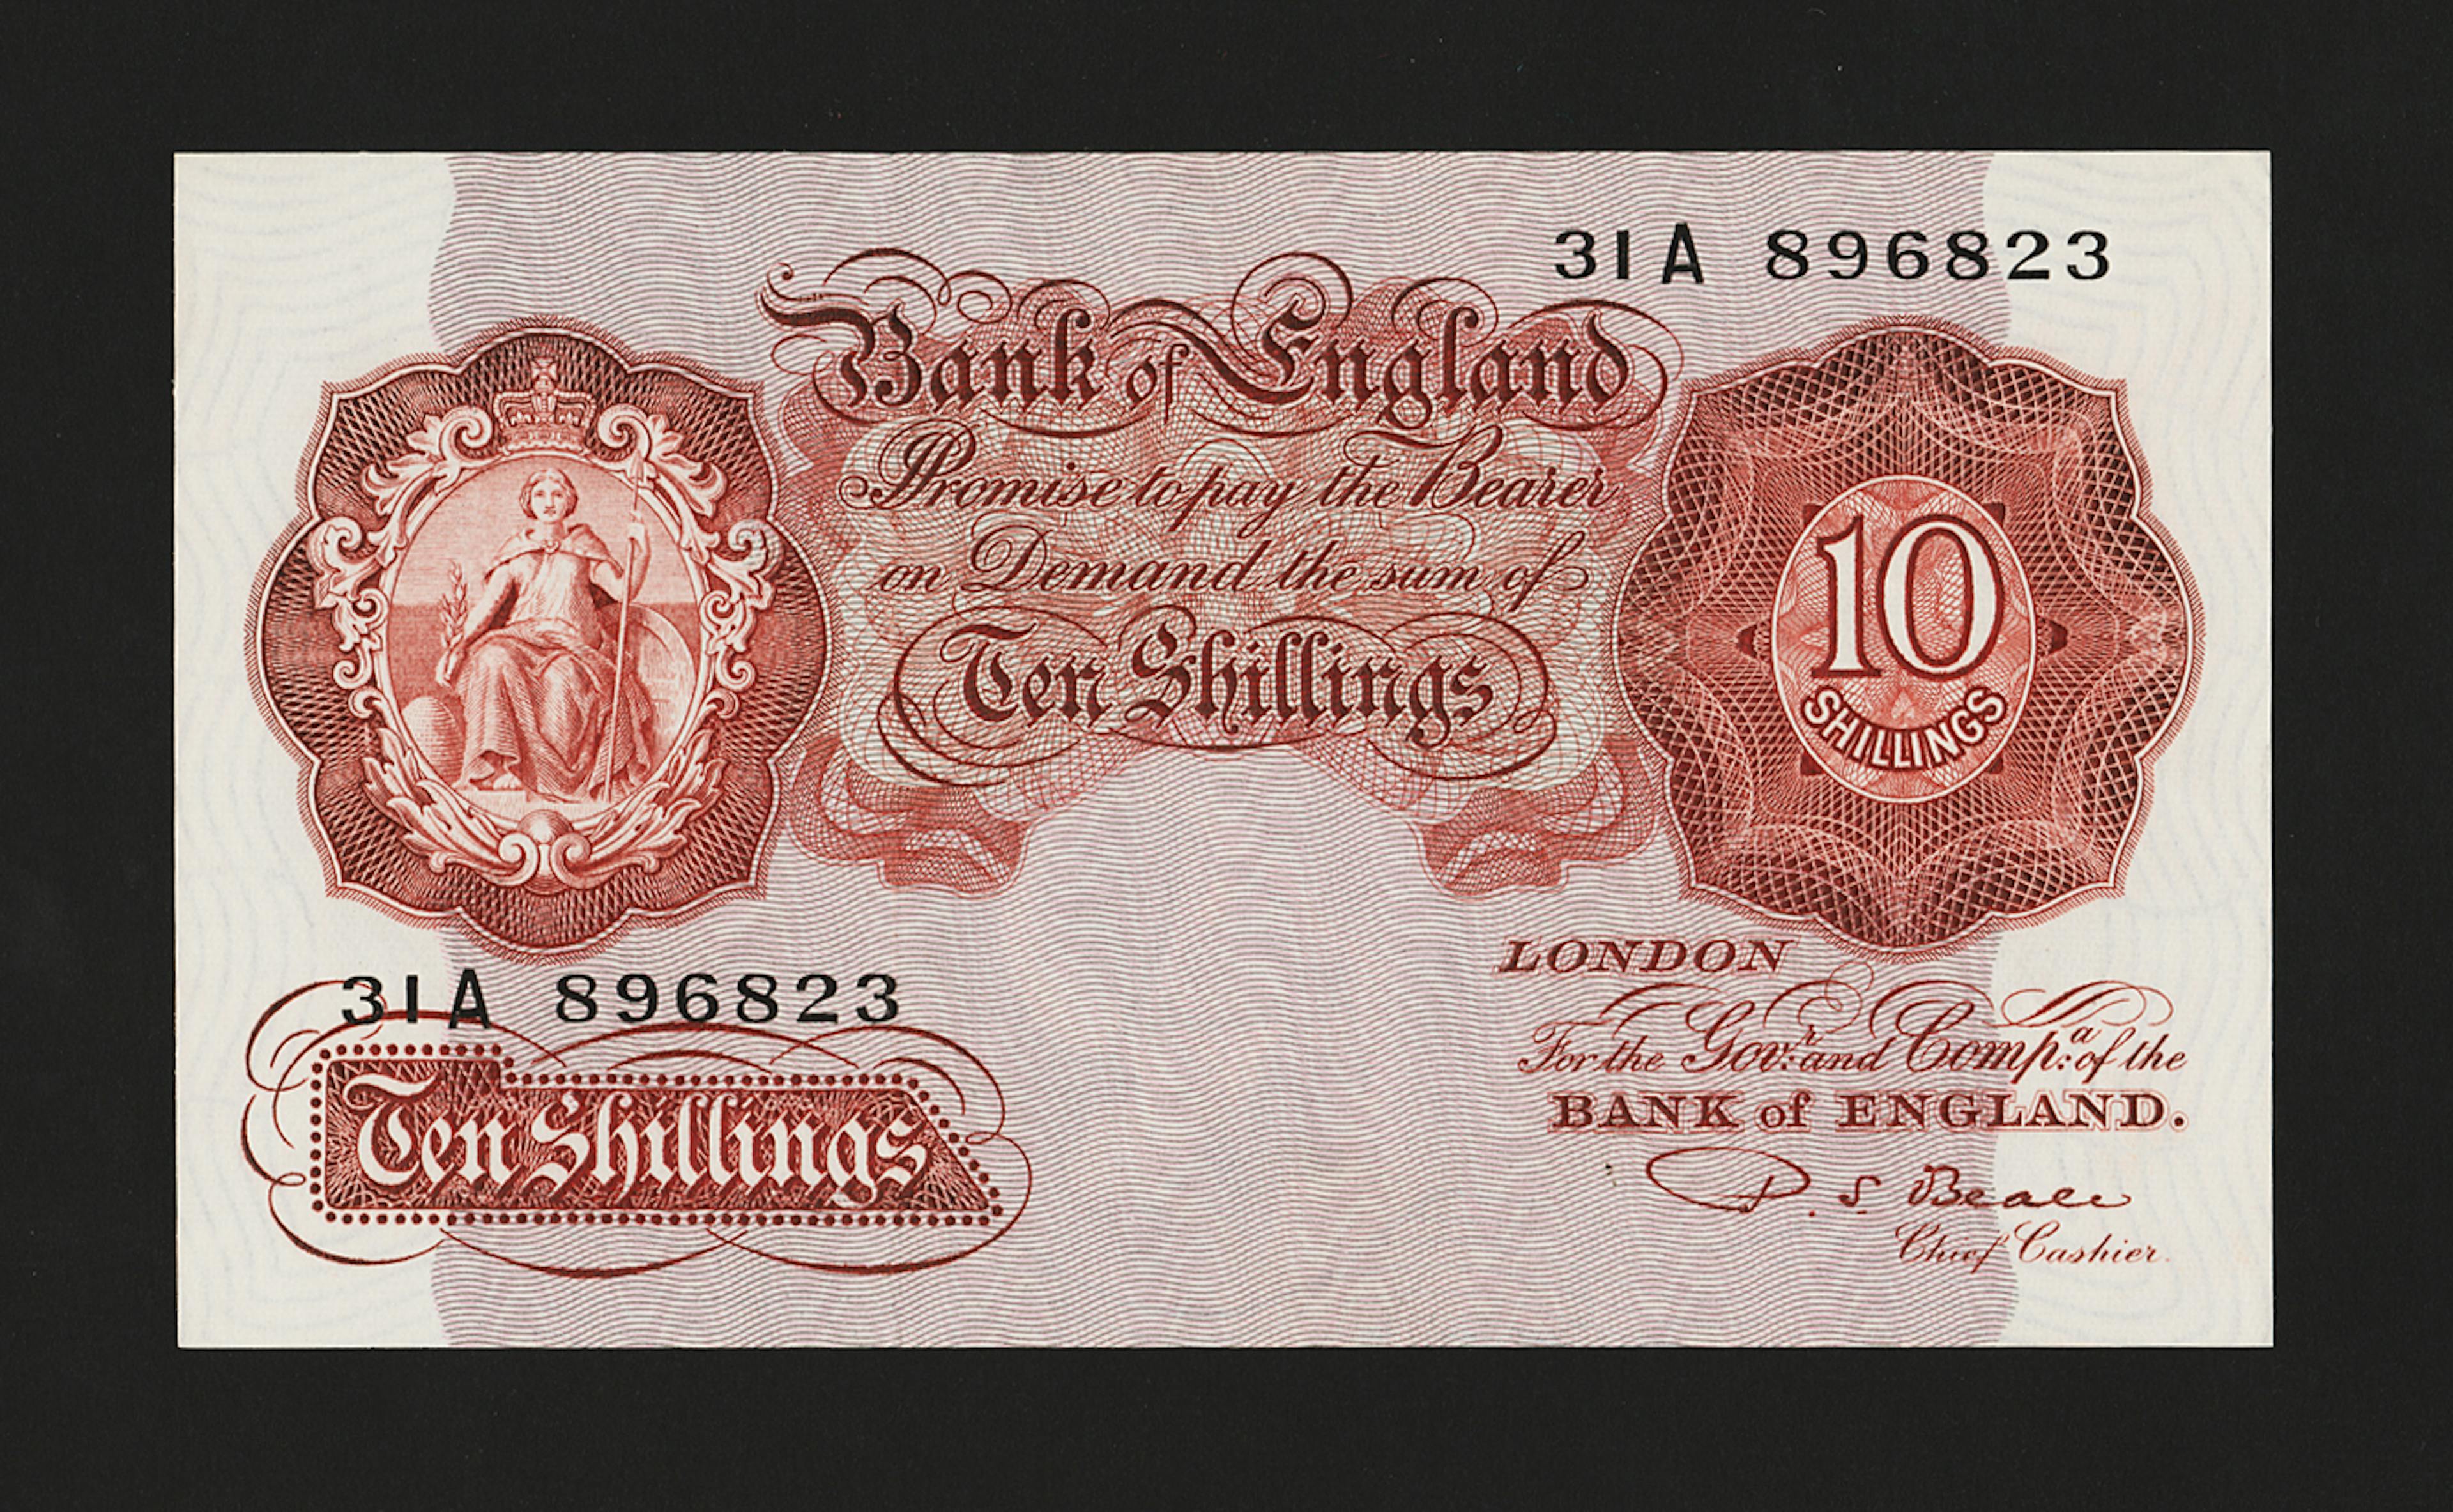 31A 896823
Bank of England
Promise to pay the Bearer
on Demand the sum of
Ten Shillings
10
SHILLINGS
31A 896823
Ten Shillings
LONDON
For the Govr. and Compa. of the
BANK of ENGLAND.
P. S. Beale
Chief Cashier.